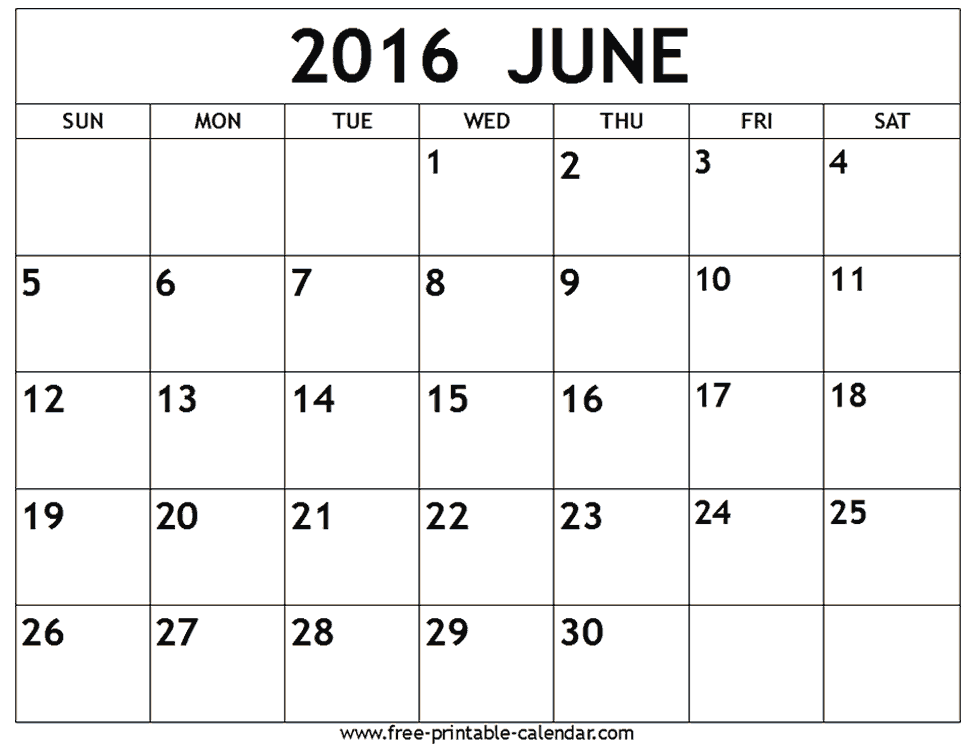 2016 JUNE
SUN MON TUE WED THU FRI SAT
1 2 3 4
5 6 7 8 9 10 11
12 13 14 15 16 17 18
19 20 21 22 23 24 25
26 27 28 29 30
www.free-printable-calendar.com